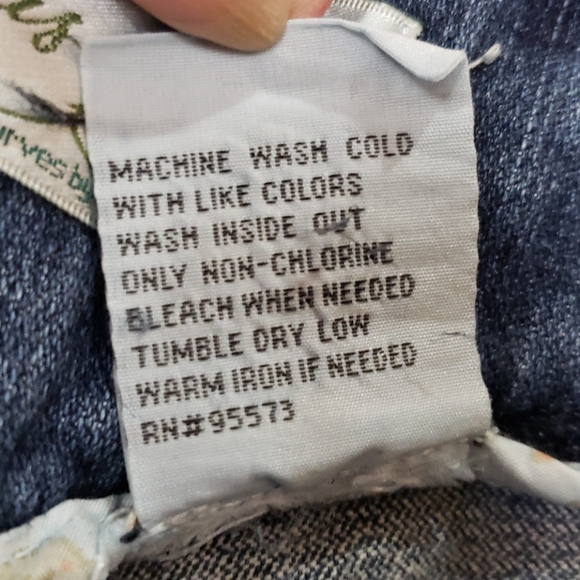 MACHINE WASH COLD
WITH LIKE COLORS
WASH INSIDE OUT
ONLY NON-CHLORINE
BLEACH WHEN NEEDED
TUMBLE DRY LOW
WARM IRON IF NEEDED
RN#95573